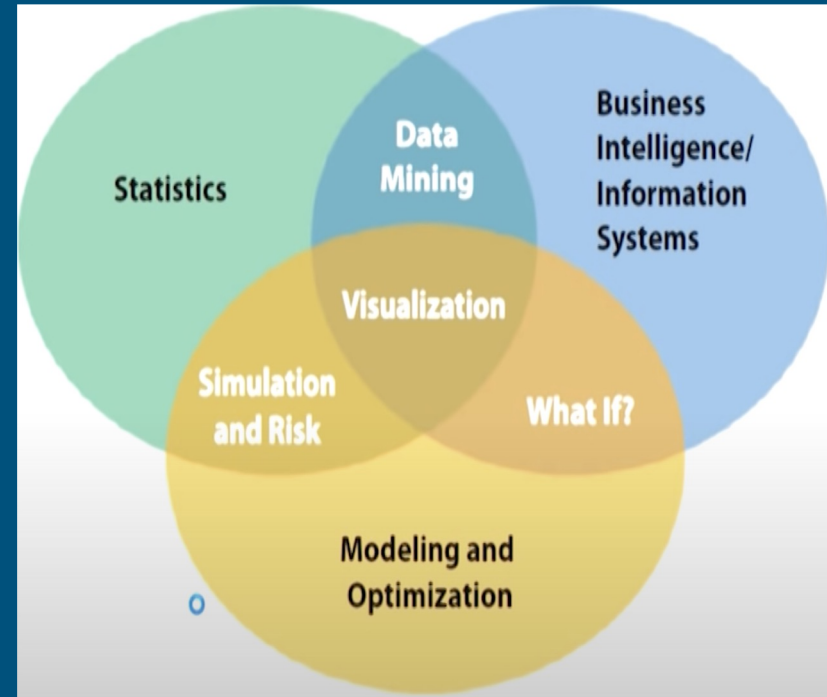 Statistics
Data
Mining
Business
Intelligence/
Information
Systems
Visualization
Simulation
and Risk
What If?
Modeling and
Optimization